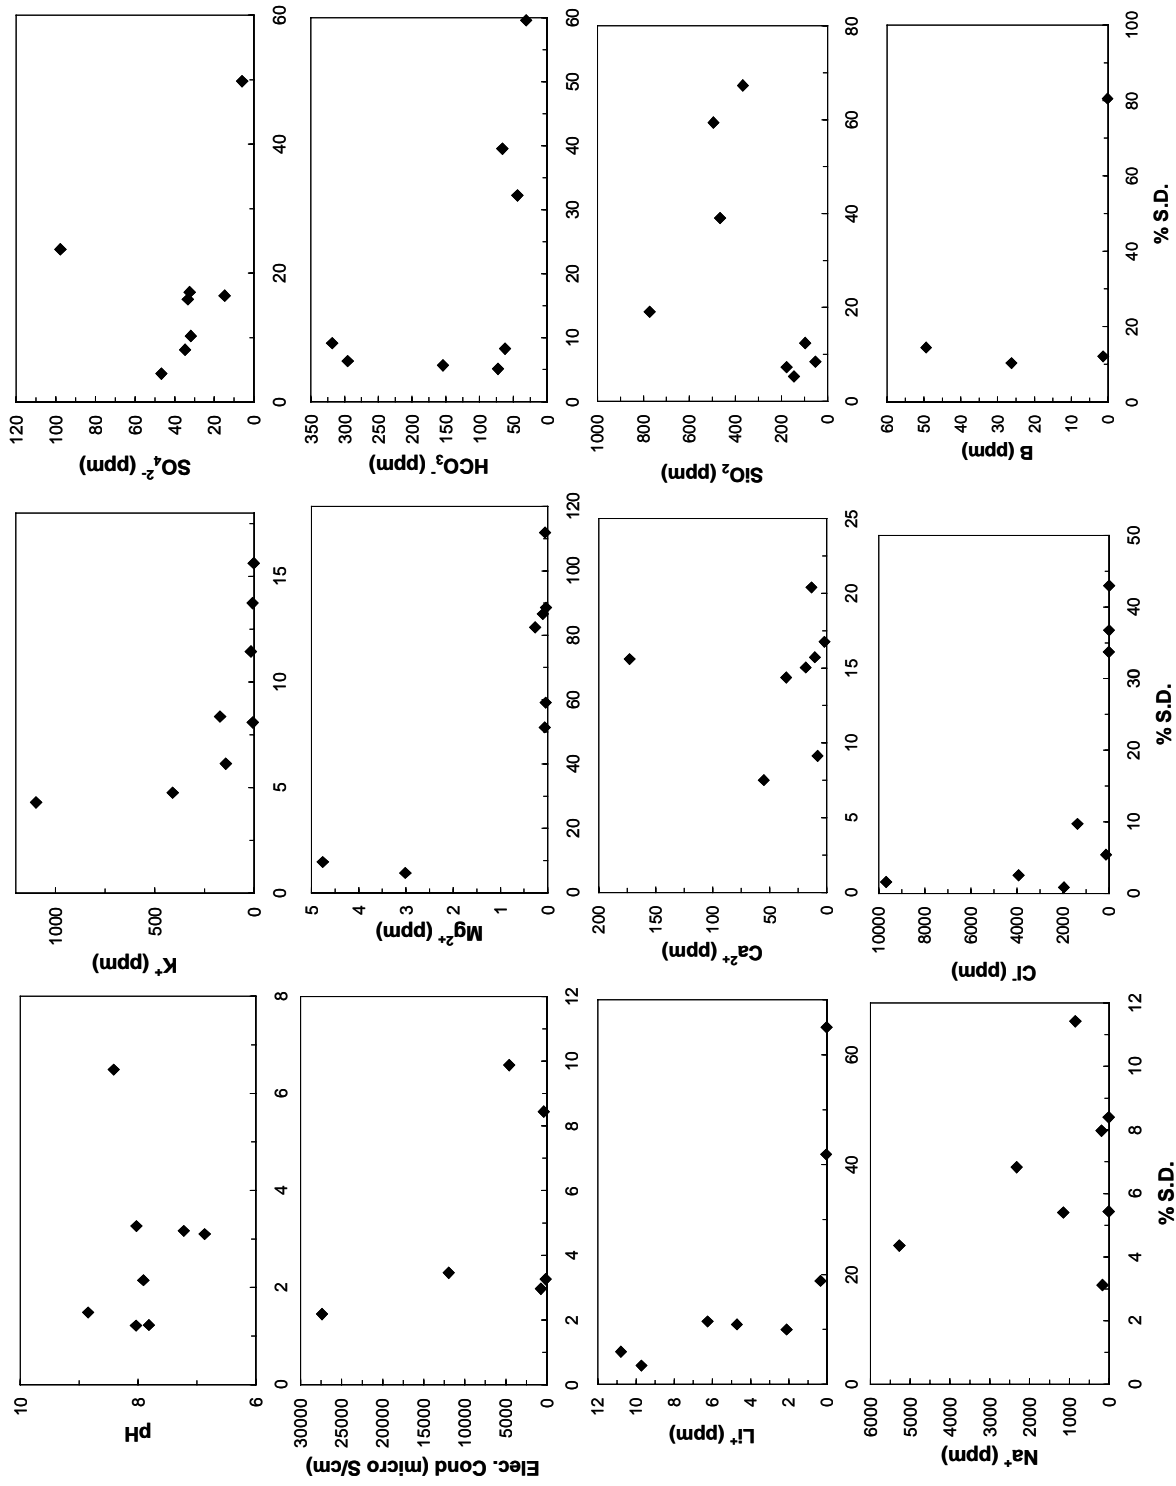 pH
10
8
6
0 2 4 6 8
K⁺ (ppm)
1000
500
0
0 5 10 15
SO₄²⁻ (ppm)
120
100
80
60
40
20
0
0 20 40 60
Elec. Cond (micro S/cm)
30000
25000
20000
15000
10000
5000
0
0 2 4 6 8 10 12
Mg²⁺ (ppm)
5
4
3
2
1
0
0 20 40 60 80 100 120
HCO₃⁻ (ppm)
350
300
250
200
150
100
50
0
0 10 20 30 40 50 60
Li⁺ (ppm)
12
10
8
6
4
2
0
0 20 40 60
Ca²⁺ (ppm)
200
150
100
50
0
0 5 10 15 20 25
SiO₂ (ppm)
1000
800
600
400
200
0
0 20 40 60 80
Na⁺ (ppm)
6000
5000
4000
3000
2000
1000
0
0 2 4 6 8 10 12
% S.D.
Cl⁻ (ppm)
10000
8000
6000
4000
2000
0
0 10 20 30 40 50
% S.D.
B (ppm)
60
50
40
30
20
10
0
0 20 40 60 80 100
% S.D.